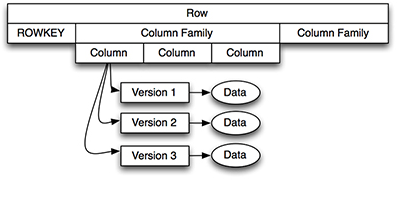 Row
ROWKEY Column Family Column Family
Column Column Column
Version 1 Data
Version 2 Data
Version 3 Data